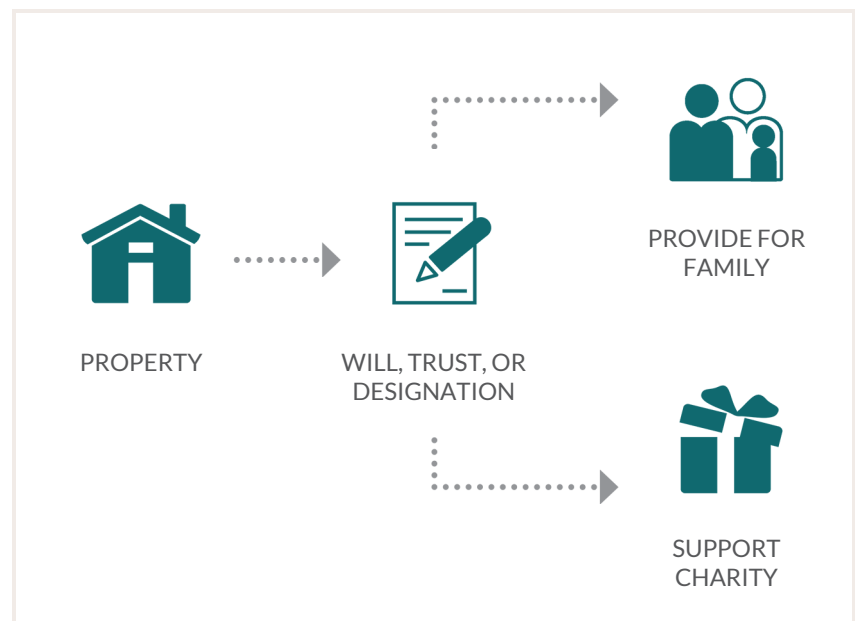 PROPERTY
WILL, TRUST, OR
DESIGNATION
PROVIDE FOR
FAMILY
SUPPORT
CHARITY